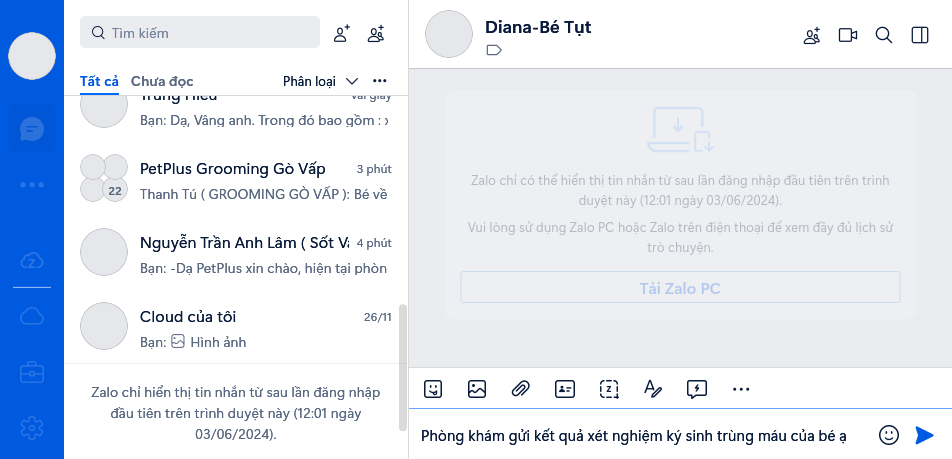 Tìm kiếm
Tất cả Chưa đọc Phân loại
Trung Hiếu vài giây
Bạn: Dạ, Vâng anh. Trong đó bao gồm : x
PetPlus Grooming Gò Vấp 3 phút
22 Thanh Tú ( GROOMING GÒ VẤP ): Bé về
Nguyễn Trần Anh Lâm ( Sốt Và 4 phút
Bạn: -Dạ PetPlus xin chào, hiện tại phòn
Cloud của tôi 26/11
Bạn: Hình ảnh
Zalo chỉ hiển thị tin nhắn từ sau lần đăng nhập
đầu tiên trên trình duyệt này (12:01 ngày
03/06/2024).
Diana-Bé Tụt
Zalo chỉ có thể hiển thị tin nhắn từ sau lần đăng nhập đầu tiên trên trình
duyệt này (12:01 ngày 03/06/2024).
Vui lòng sử dụng Zalo PC hoặc Zalo trên điện thoại để xem đầy đủ lịch sử
trò chuyện.
Tải Zalo PC
Phòng khám gửi kết quả xét nghiệm ký sinh trùng máu của bé ạ